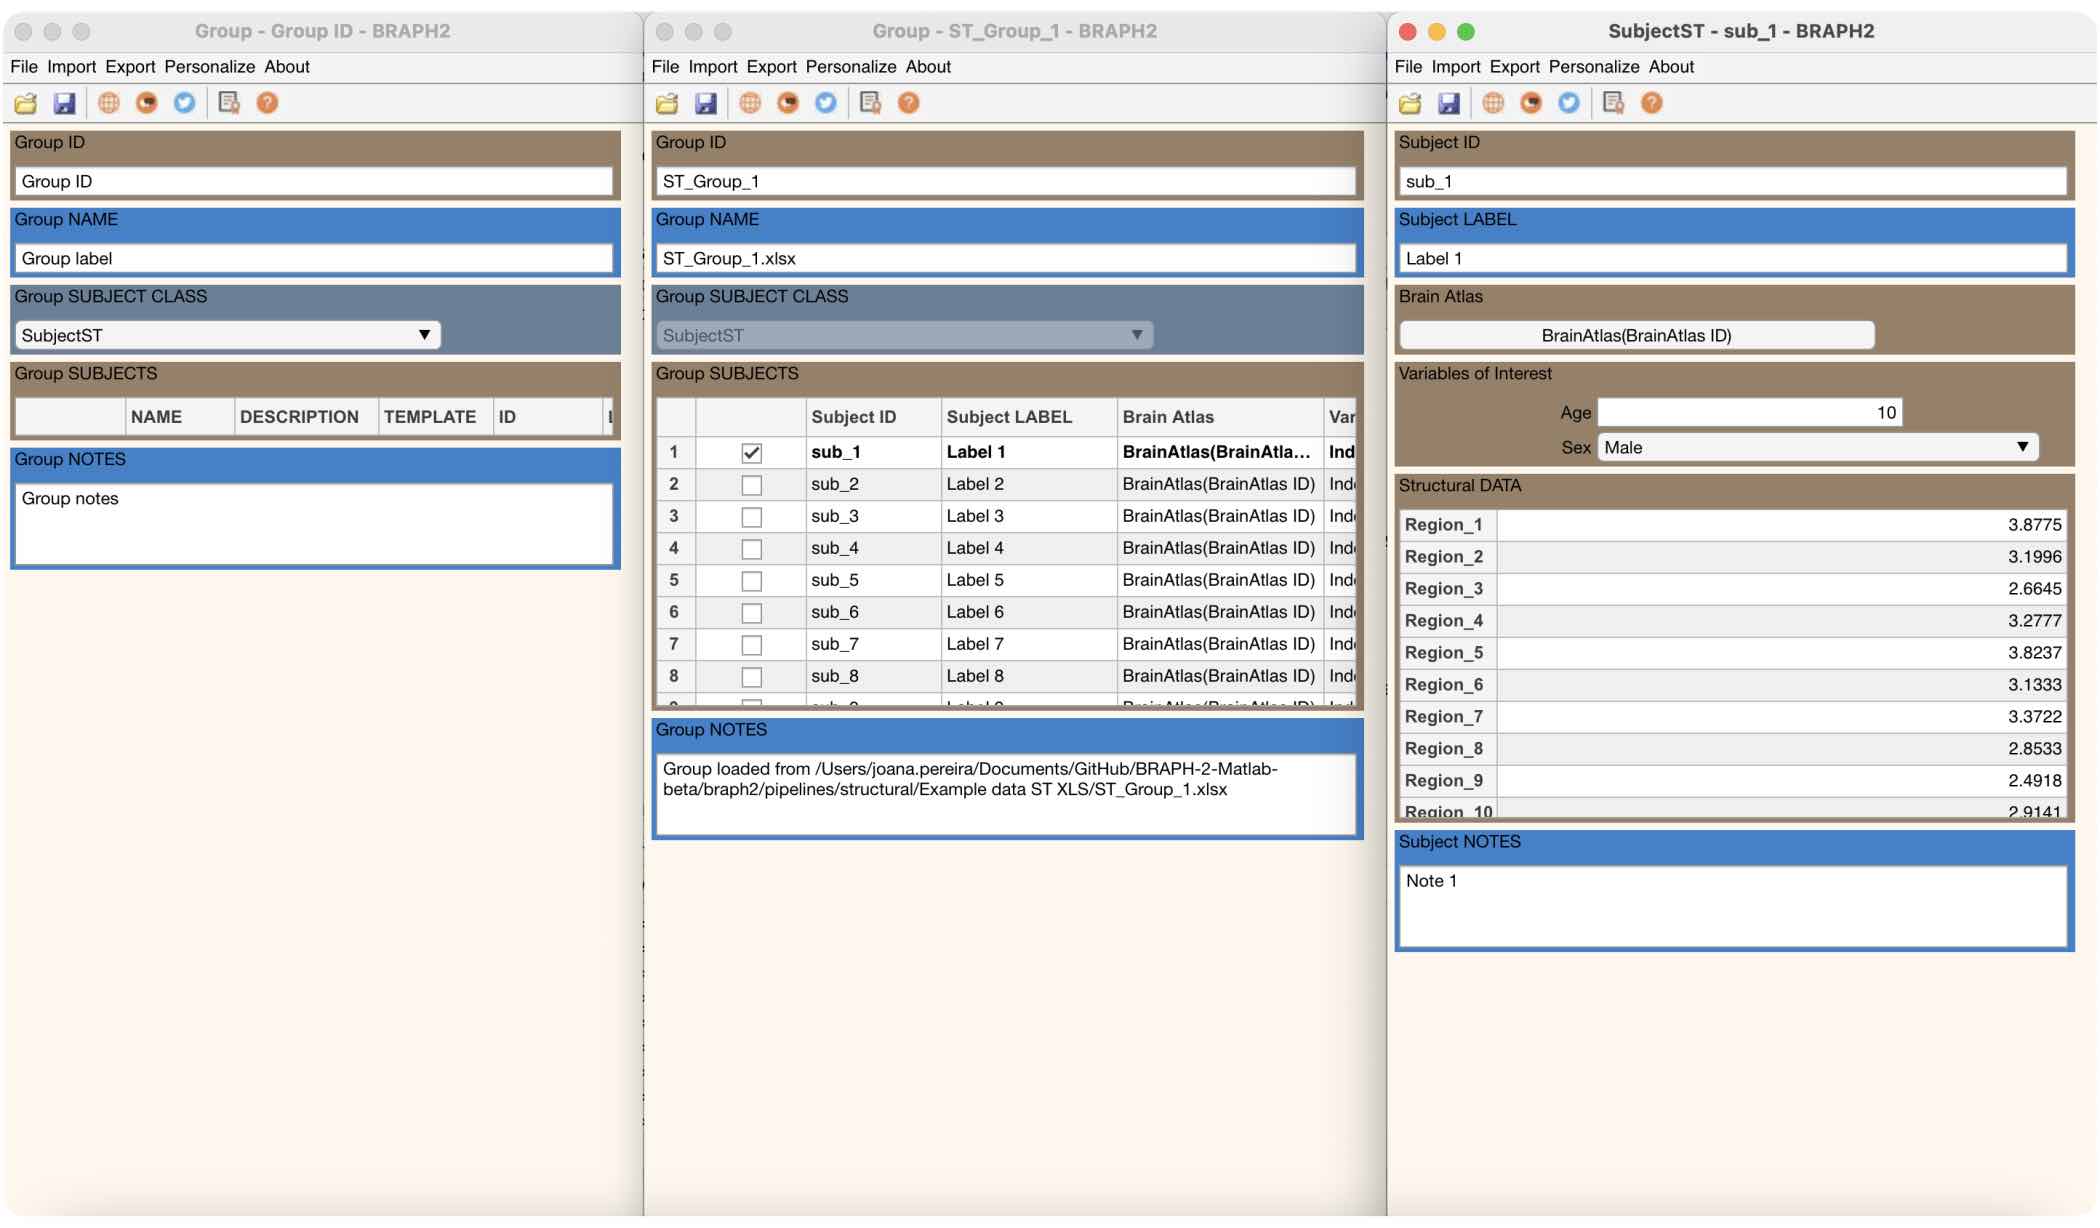 Group - Group ID - BRAPH2
File Import Export Personalize About
Group ID
Group ID
Group NAME
Group label
Group SUBJECT CLASS
SubjectST
Group SUBJECTS
NAME DESCRIPTION TEMPLATE ID
Group NOTES
Group notes
Group - ST_Group_1 - BRAPH2
File Import Export Personalize About
Group ID
ST_Group_1
Group NAME
ST_Group_1.xlsx
Group SUBJECT CLASS
SubjectST
Group SUBJECTS
Subject ID Subject LABEL Brain Atlas Var
1 sub_1 Label 1 BrainAtlas(BrainAtla... Ind
2 sub_2 Label 2 BrainAtlas(BrainAtlas ID) Ind
3 sub_3 Label 3 BrainAtlas(BrainAtlas ID) Ind
4 sub_4 Label 4 BrainAtlas(BrainAtlas ID) Ind
5 sub_5 Label 5 BrainAtlas(BrainAtlas ID) Ind
6 sub_6 Label 6 BrainAtlas(BrainAtlas ID) Ind
7 sub_7 Label 7 BrainAtlas(BrainAtlas ID) Ind
8 sub_8 Label 8 BrainAtlas(BrainAtlas ID) Ind
Group NOTES
Group loaded from /Users/joana.pereira/Documents/GitHub/BRAPH-2-Matlab-
beta/braph2/pipelines/structural/Example data ST XLS/ST_Group_1.xlsx
SubjectST - sub_1 - BRAPH2
File Import Export Personalize About
Subject ID
sub_1
Subject LABEL
Label 1
Brain Atlas
BrainAtlas(BrainAtlas ID)
Variables of Interest
Age 10
Sex Male
Structural DATA
Region_1 3.8775
Region_2 3.1996
Region_3 2.6645
Region_4 3.2777
Region_5 3.8237
Region_6 3.1333
Region_7 3.3722
Region_8 2.8533
Region_9 2.4918
Region_10 2.9141
Subject NOTES
Note 1